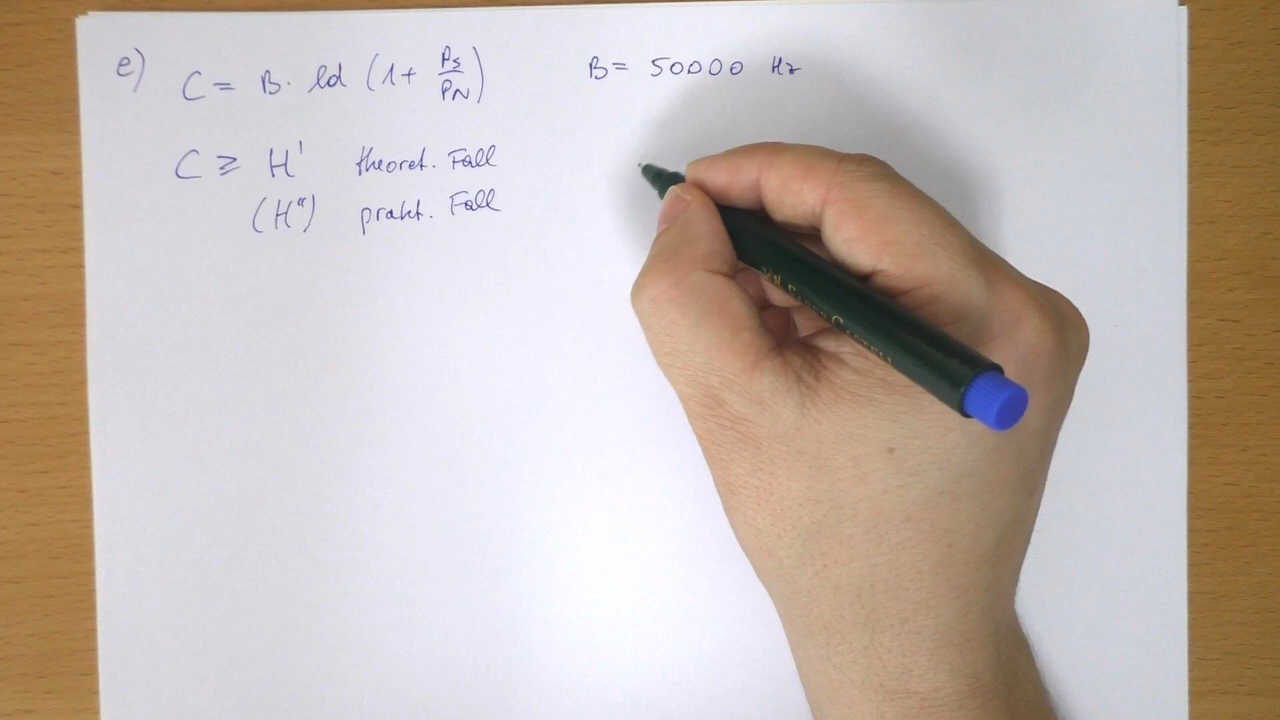 e) C = B · ld (1 + PS/PN) B = 50000 Hz
C ≥ H' theoret. Fall
(H") prakt. Fall